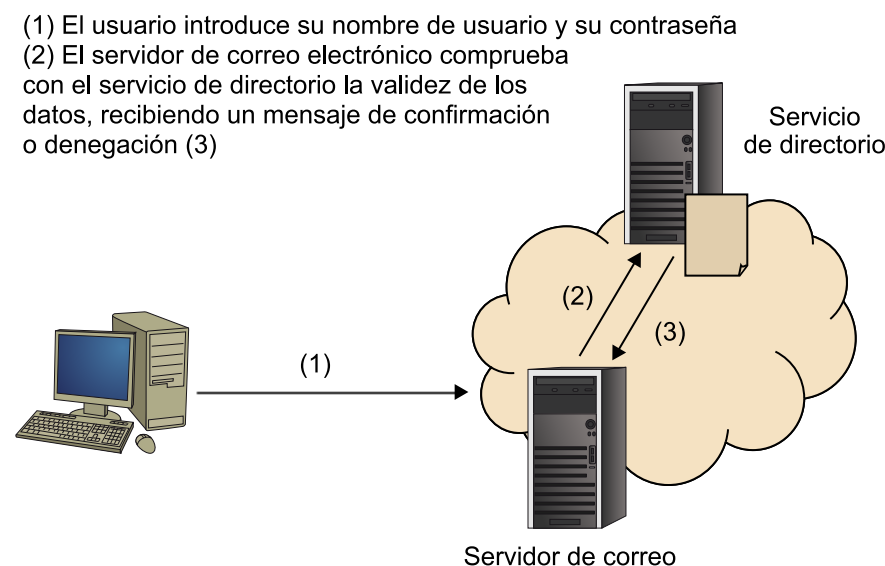 (1) El usuario introduce su nombre de usuario y su contraseña
(2) El servidor de correo electrónico comprueba
con el servicio de directorio la validez de los
datos, recibiendo un mensaje de confirmación
o denegación (3)
Servicio
de directorio
(2)
(3)
(1)
Servidor de correo